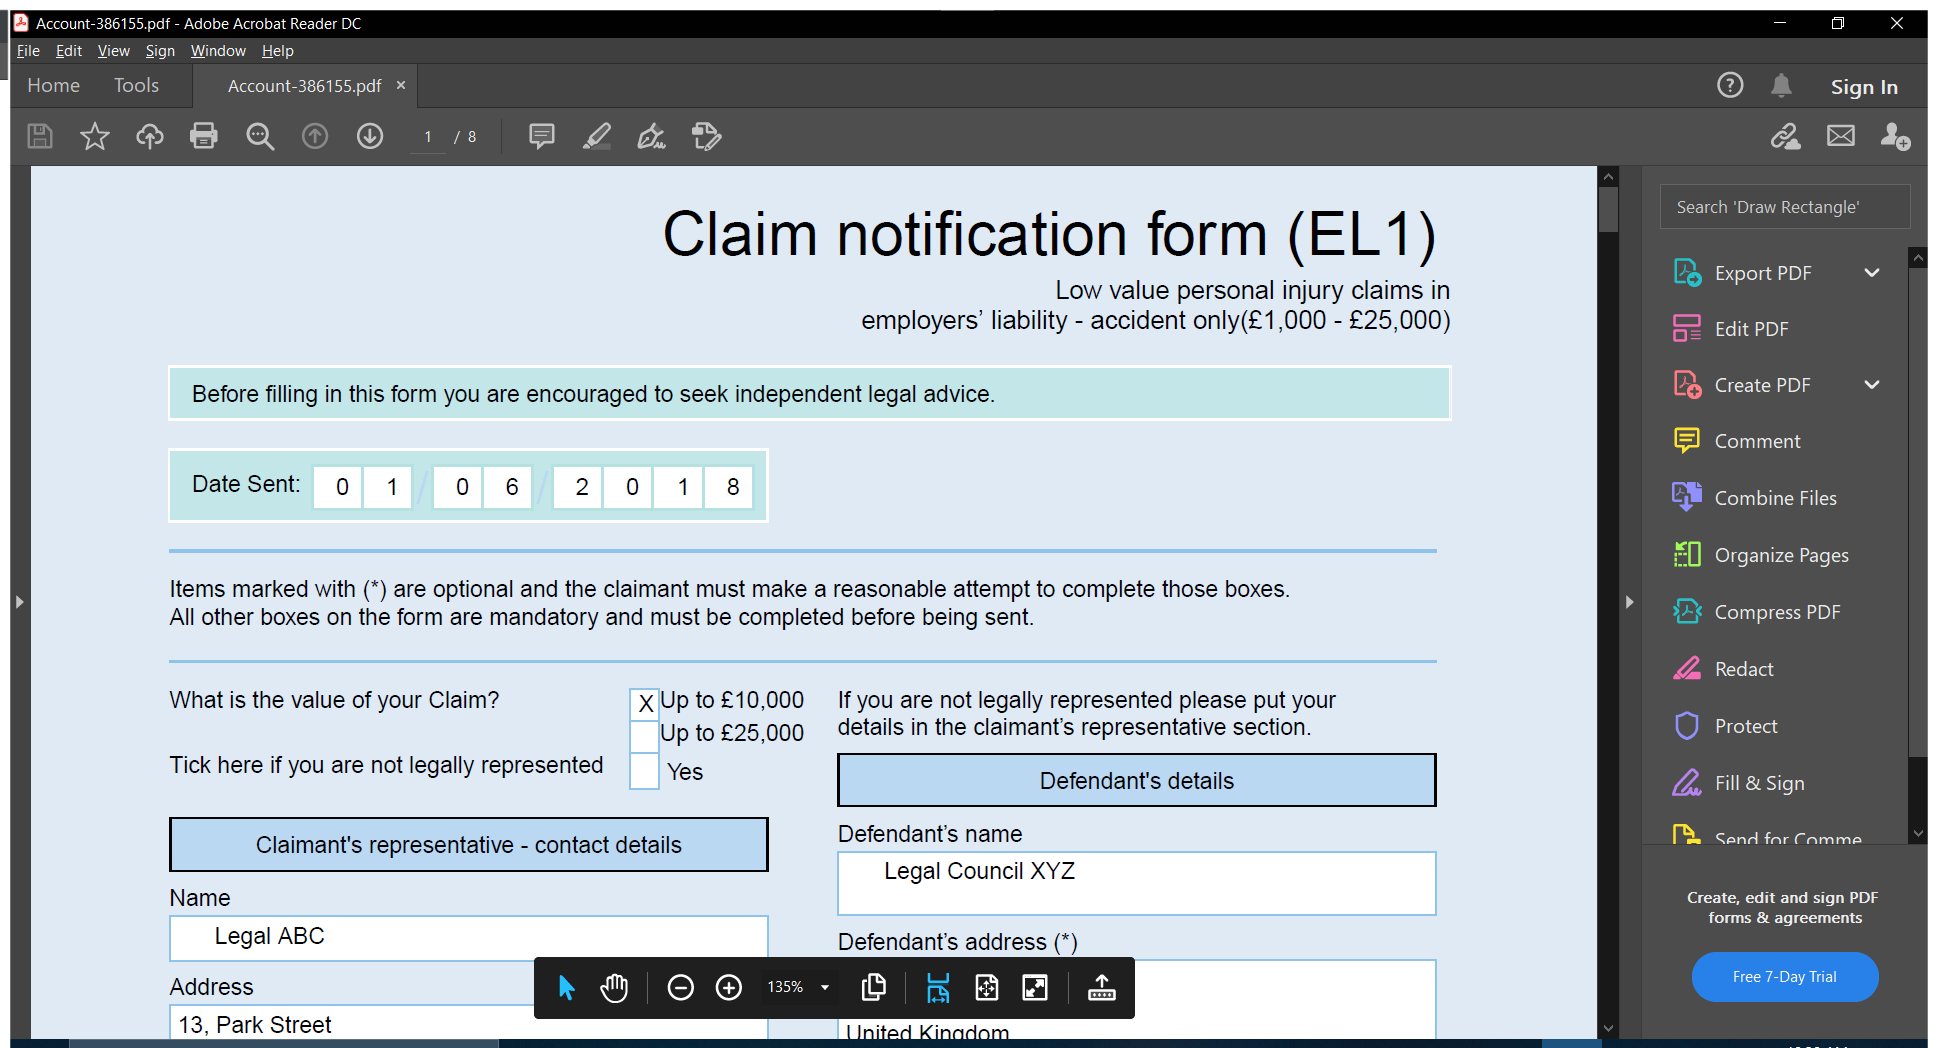 Account-386155.pdf - Adobe Acrobat Reader DC
File Edit View Sign Window Help
Home Tools Account-386155.pdf ×
Sign In
1 / 8
Search 'Draw Rectangle'
Export PDF
Edit PDF
Create PDF
Comment
Combine Files
Organize Pages
Compress PDF
Redact
Protect
Fill & Sign
Send for Comme
Create, edit and sign PDF
forms & agreements
Free 7-Day Trial
Claim notification form (EL1)
Low value personal injury claims in
employers’ liability - accident only(£1,000 - £25,000)
Before filling in this form you are encouraged to seek independent legal advice.
Date Sent: 0 1 / 0 6 / 2 0 1 8
Items marked with (*) are optional and the claimant must make a reasonable attempt to complete those boxes.
All other boxes on the form are mandatory and must be completed before being sent.
What is the value of your Claim? X Up to £10,000
Up to £25,000
Tick here if you are not legally represented Yes
Claimant's representative - contact details
Name
Legal ABC
Address
13, Park Street
If you are not legally represented please put your
details in the claimant’s representative section.
Defendant's details
Defendant’s name
Legal Council XYZ
Defendant’s address (*)
United Kingdom
135%